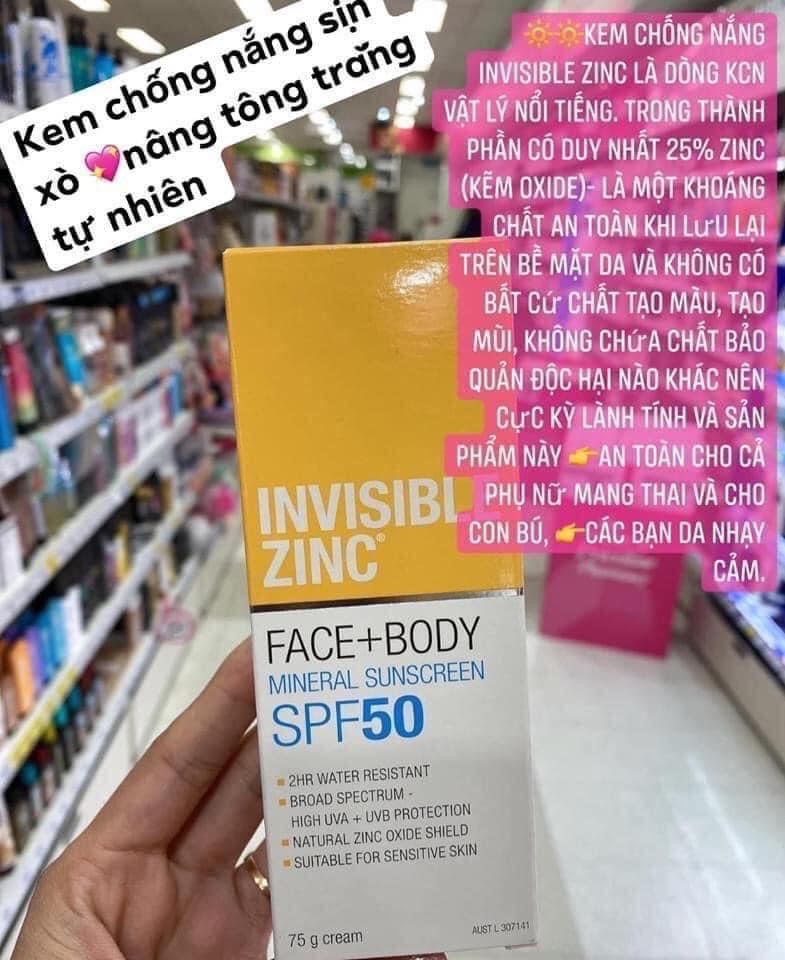 Kem chống nắng sịn
xò 💖nâng tông trắng
tự nhiên
🔆🔆KEM CHỐNG NẮNG
INVISIBLE ZINC LÀ DÒNG KCN
VẬT LÝ NỔI TIẾNG. TRONG THÀNH
PHẦN CÓ DUY NHẤT 25% ZINC
(KẼM OXIDE)- LÀ MỘT KHOÁNG
CHẤT AN TOÀN KHI LƯU LẠI
TRÊN BỀ MẶT DA VÀ KHÔNG CÓ
BẤT CỨ CHẤT TẠO MÀU, TẠO
MÙI, KHÔNG CHỨA CHẤT BẢO
QUẢN ĐỘC HẠI NÀO KHÁC NÊN
CỰC KỲ LÀNH TÍNH VÀ SẢN
PHẨM NÀY 👉AN TOÀN CHO CẢ
PHỤ NỮ MANG THAI VÀ CHO
CON BÚ, 👉CÁC BẠN DA NHẠY
CẢM.
INVISIBLE
ZINC®
FACE+BODY
MINERAL SUNSCREEN
SPF50
2HR WATER RESISTANT
BROAD SPECTRUM -
HIGH UVA + UVB PROTECTION
NATURAL ZINC OXIDE SHIELD
SUITABLE FOR SENSITIVE SKIN
75 g cream
AUST L 307141